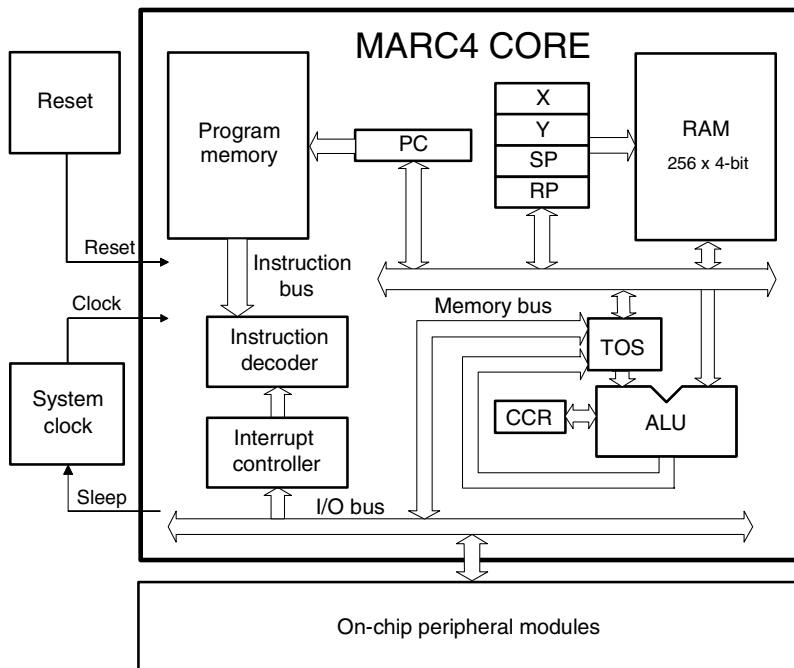 MARC4 CORE
Reset
Program
memory
PC
X
Y
SP
RP
RAM
256 x 4-bit
Reset
Instruction
bus
Clock
Memory bus
Instruction
decoder
TOS
System
clock
CCR
ALU
Interrupt
controller
Sleep
I/O bus
On-chip peripheral modules